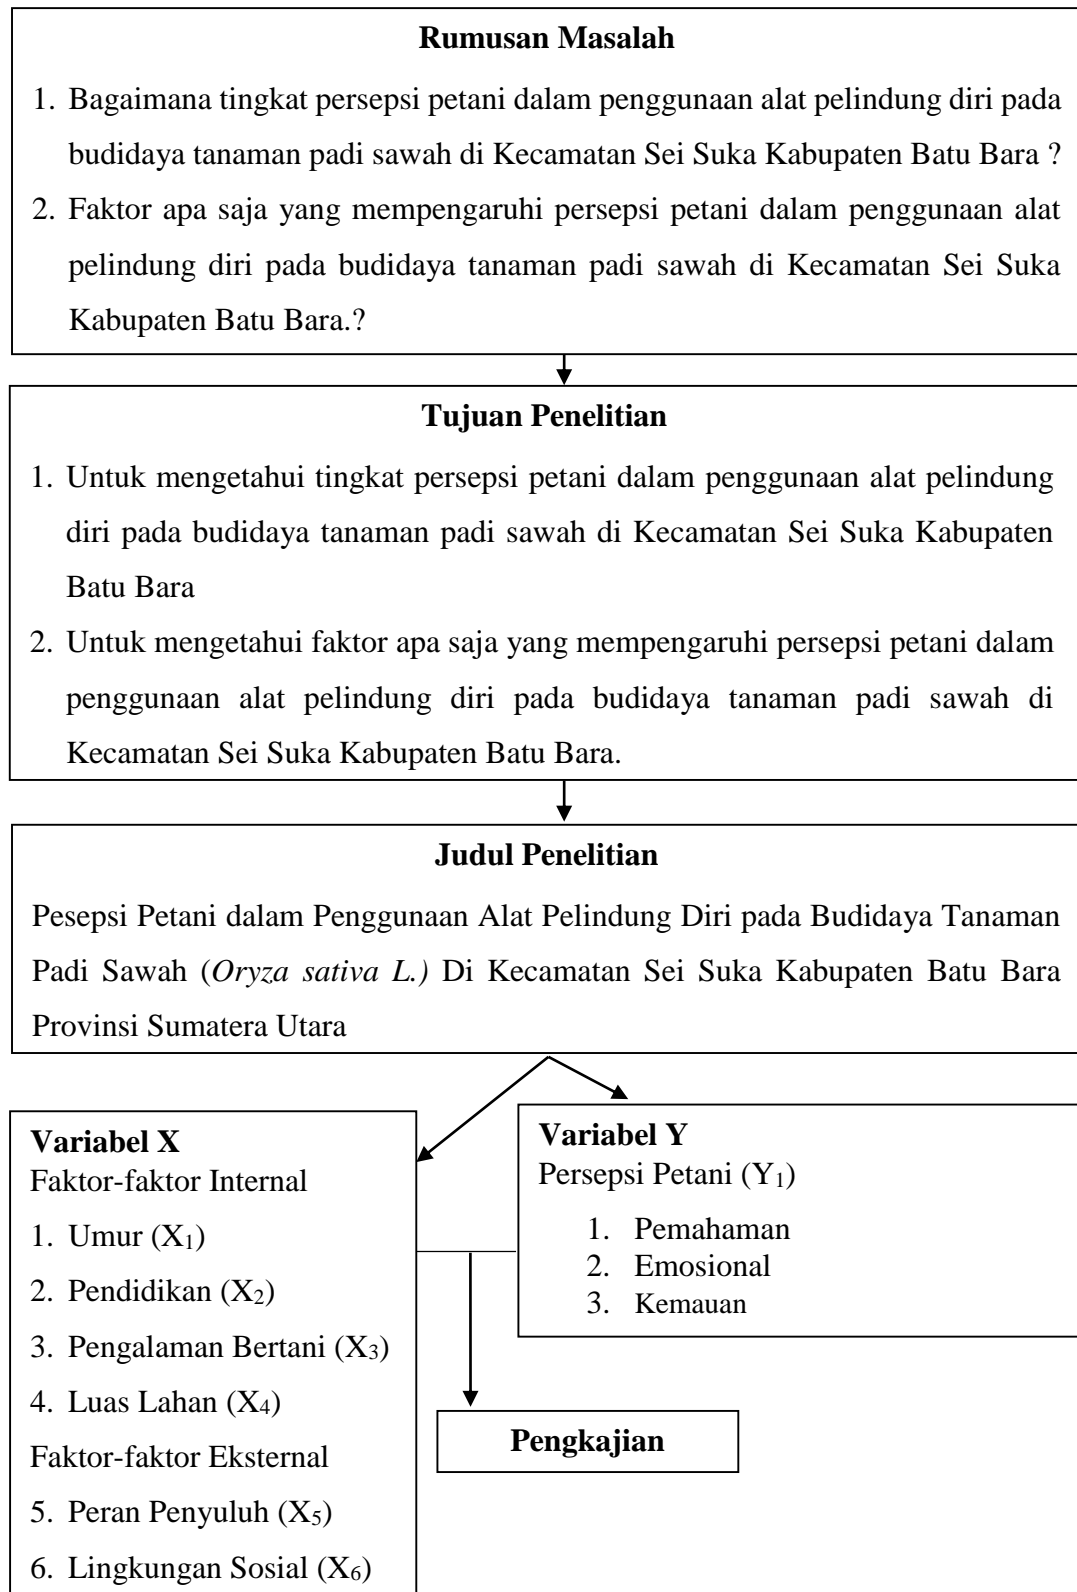 Rumusan Masalah
1. Bagaimana tingkat persepsi petani dalam penggunaan alat pelindung diri pada
budidaya tanaman padi sawah di Kecamatan Sei Suka Kabupaten Batu Bara ?
2. Faktor apa saja yang mempengaruhi persepsi petani dalam penggunaan alat
pelindung diri pada budidaya tanaman padi sawah di Kecamatan Sei Suka
Kabupaten Batu Bara.?
Tujuan Penelitian
1. Untuk mengetahui tingkat persepsi petani dalam penggunaan alat pelindung
diri pada budidaya tanaman padi sawah di Kecamatan Sei Suka Kabupaten
Batu Bara
2. Untuk mengetahui faktor apa saja yang mempengaruhi persepsi petani dalam
penggunaan alat pelindung diri pada budidaya tanaman padi sawah di
Kecamatan Sei Suka Kabupaten Batu Bara.
Judul Penelitian
Pesepsi Petani dalam Penggunaan Alat Pelindung Diri pada Budidaya Tanaman
Padi Sawah (Oryza sativa L.) Di Kecamatan Sei Suka Kabupaten Batu Bara
Provinsi Sumatera Utara
Variabel X
Faktor-faktor Internal
1. Umur (X₁)
2. Pendidikan (X₂)
3. Pengalaman Bertani (X₃)
4. Luas Lahan (X₄)
Faktor-faktor Eksternal
5. Peran Penyuluh (X₅)
6. Lingkungan Sosial (X₆)
Variabel Y
Persepsi Petani (Y₁)
1. Pemahaman
2. Emosional
3. Kemauan
Pengkajian